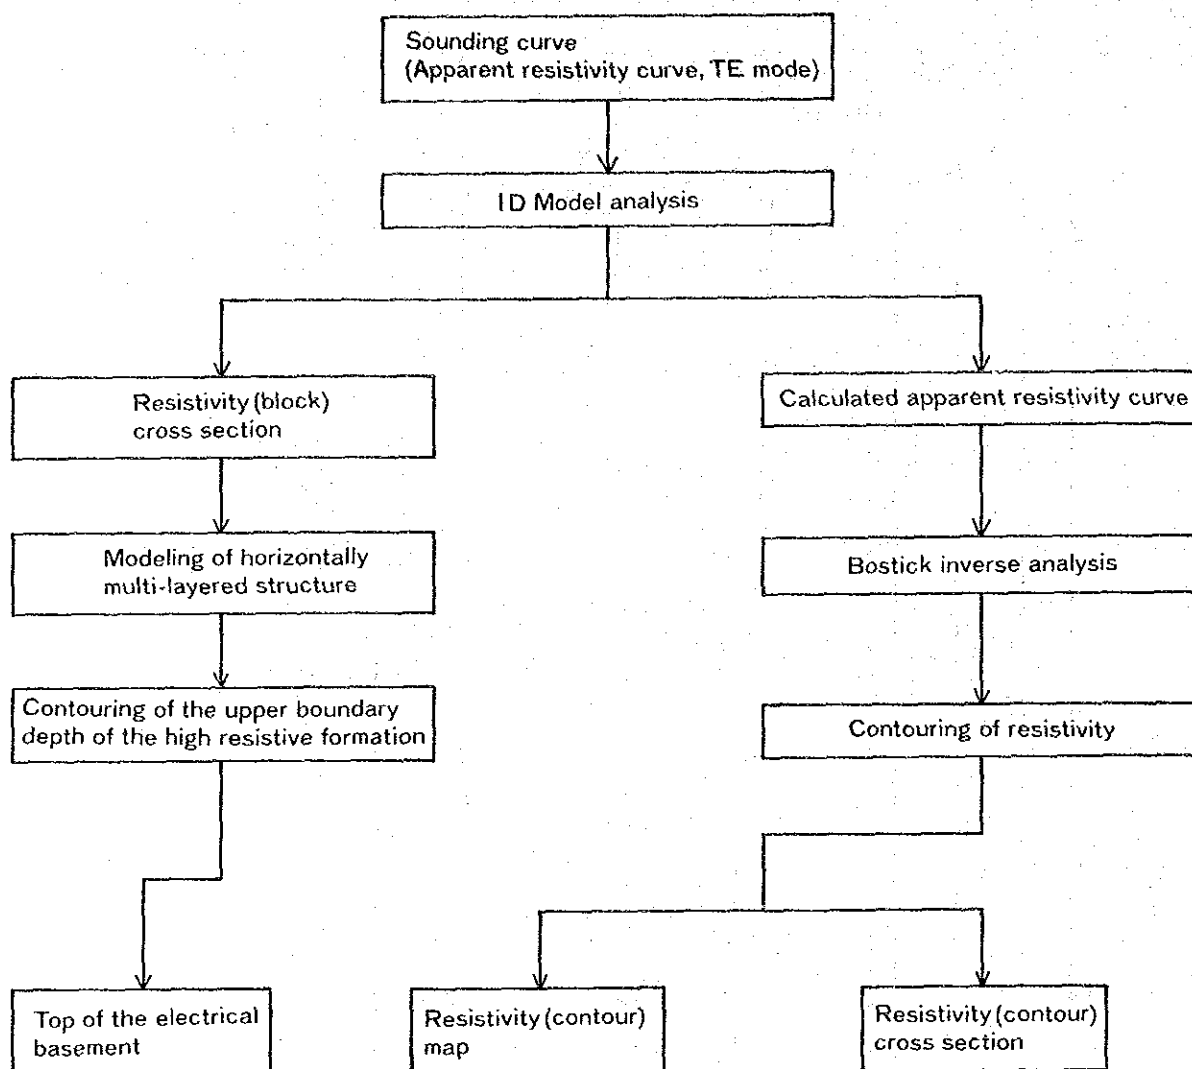 Sounding curve
(Apparent resistivity curve, TE mode)
1D Model analysis
Resistivity (block)
cross section
Calculated apparent resistivity curve
Modeling of horizontally
multi-layered structure
Bostick inverse analysis
Contouring of the upper boundary
depth of the high resistive formation
Contouring of resistivity
Top of the electrical
basement
Resistivity (contour)
map
Resistivity (contour)
cross section